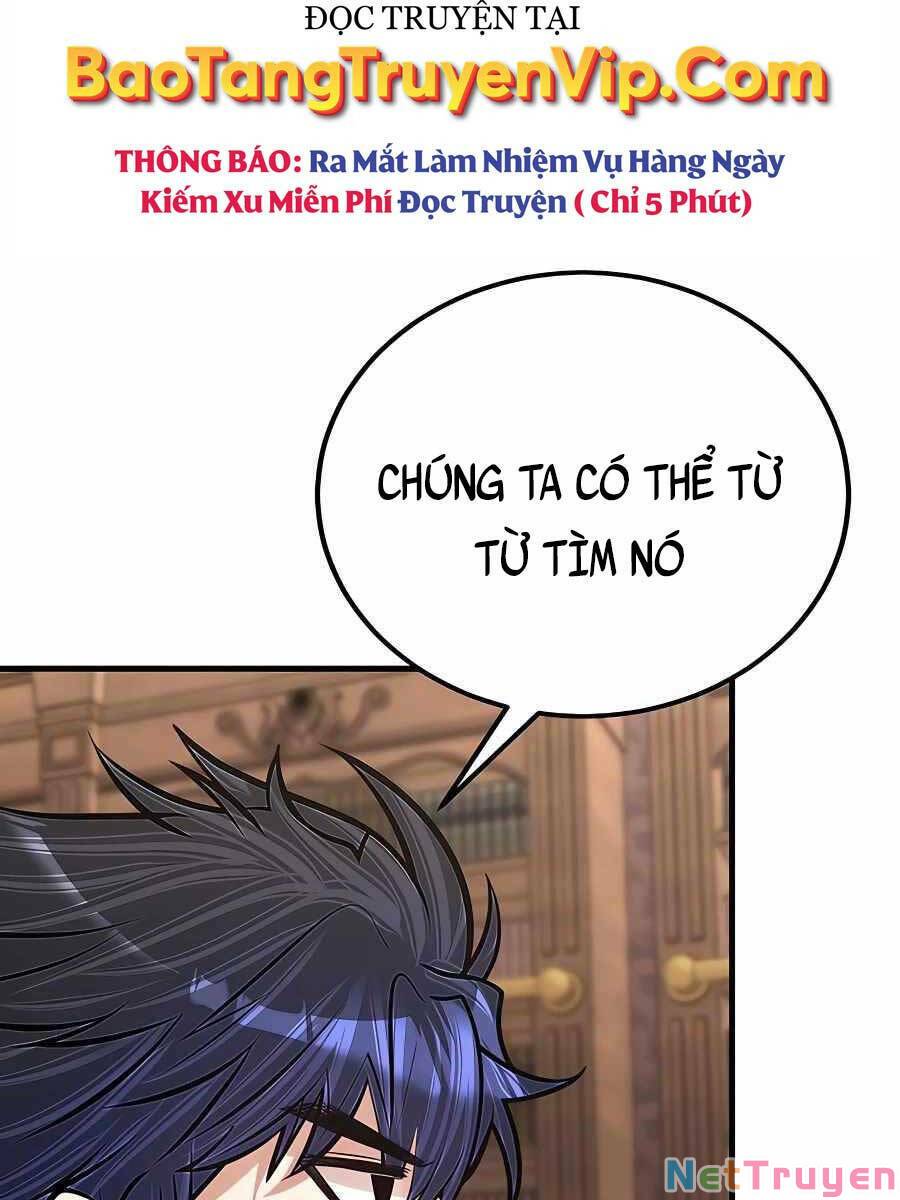 ĐỌC TRUYỆN TẠI
BaoTangTruyenVip.Com
THÔNG BÁO: Ra Mắt Làm Nhiệm Vụ Hàng Ngày
Kiếm Xu Miễn Phí Đọc Truyện ( Chỉ 5 Phút)
CHÚNG TA CÓ THỂ TỪ
TỪ TÌM NÓ
NetTruyen